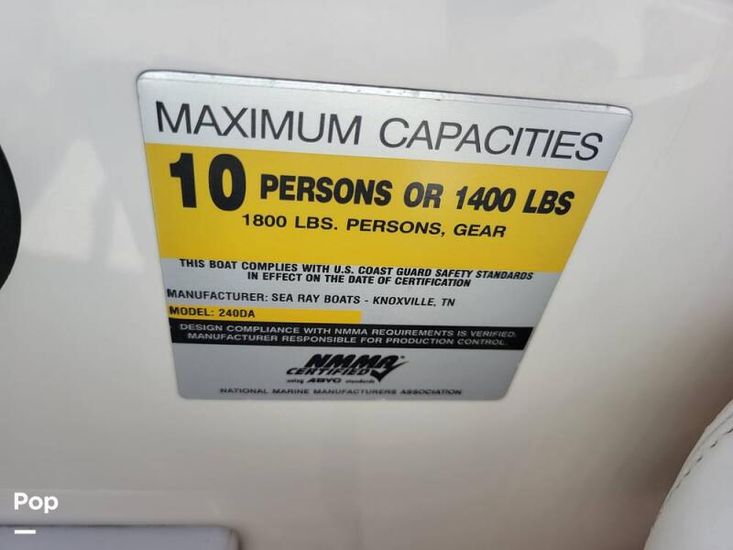 MAXIMUM CAPACITIES
10 PERSONS OR 1400 LBS
1800 LBS. PERSONS, GEAR
THIS BOAT COMPLIES WITH U.S. COAST GUARD SAFETY STANDARDS
IN EFFECT ON THE DATE OF CERTIFICATION
MANUFACTURER: SEA RAY BOATS - KNOXVILLE, TN
MODEL: 240DA
DESIGN COMPLIANCE WITH NMMA REQUIREMENTS IS VERIFIED.
MANUFACTURER RESPONSIBLE FOR PRODUCTION CONTROL.
NMMA
CERTIFIED
using ABYC standards
NATIONAL MARINE MANUFACTURERS ASSOCIATION
Pop